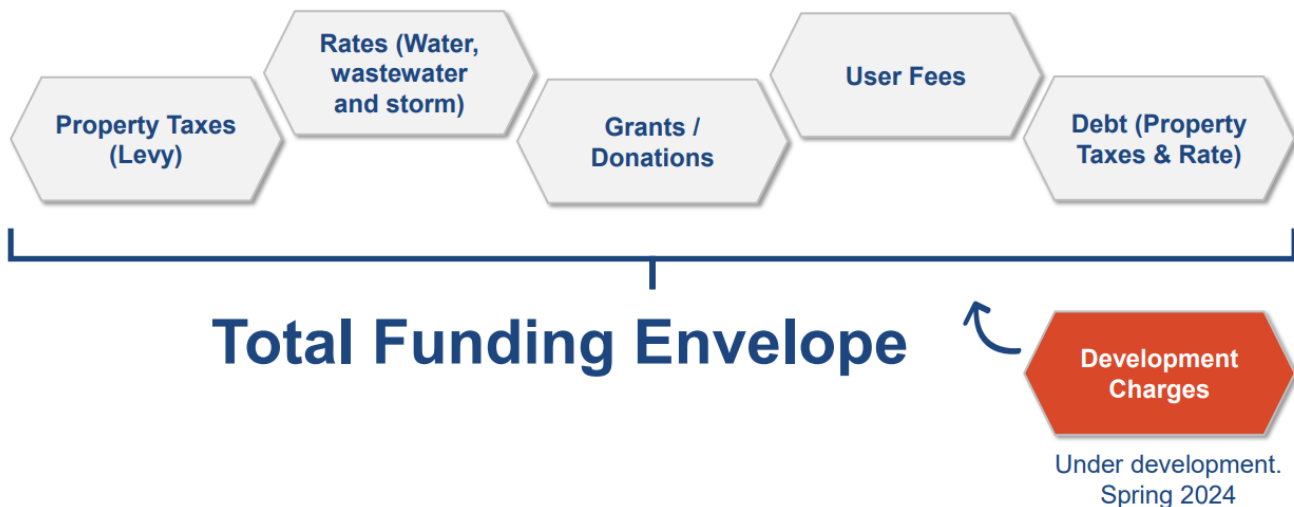 Property Taxes
(Levy)
Rates (Water,
wastewater
and storm)
Grants /
Donations
User Fees
Debt (Property
Taxes & Rate)
Total Funding Envelope
Development
Charges
Under development.
Spring 2024